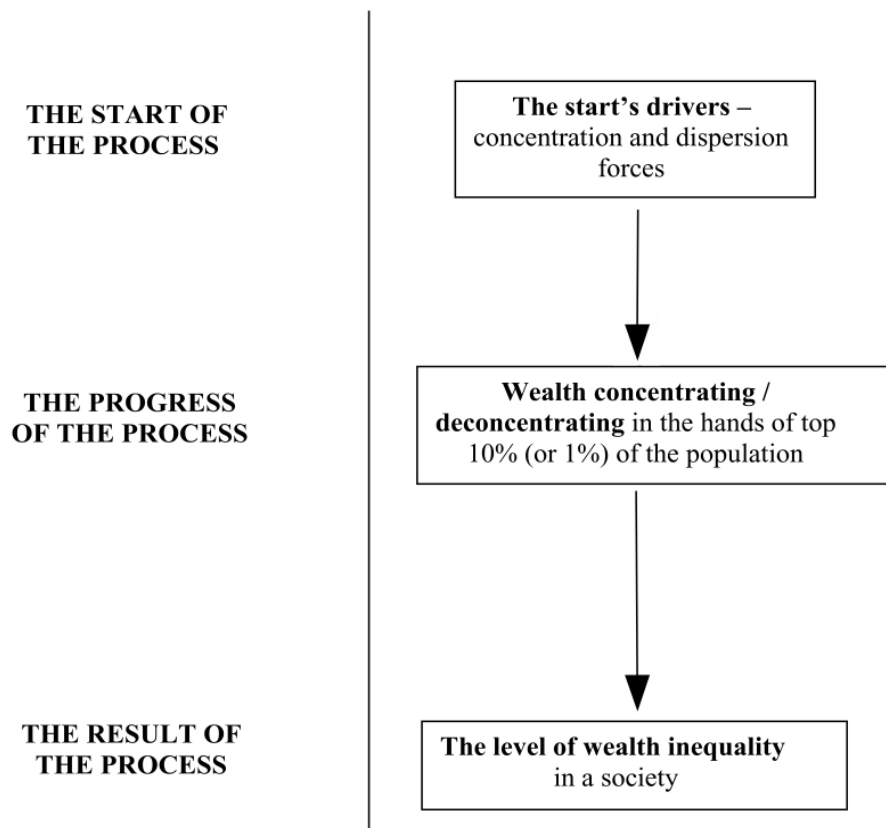 THE START OF
THE PROCESS
The start's drivers –
concentration and dispersion
forces
THE PROGRESS
OF THE PROCESS
Wealth concentrating /
deconcentrating in the hands of top
10% (or 1%) of the population
THE RESULT OF
THE PROCESS
The level of wealth inequality
in a society